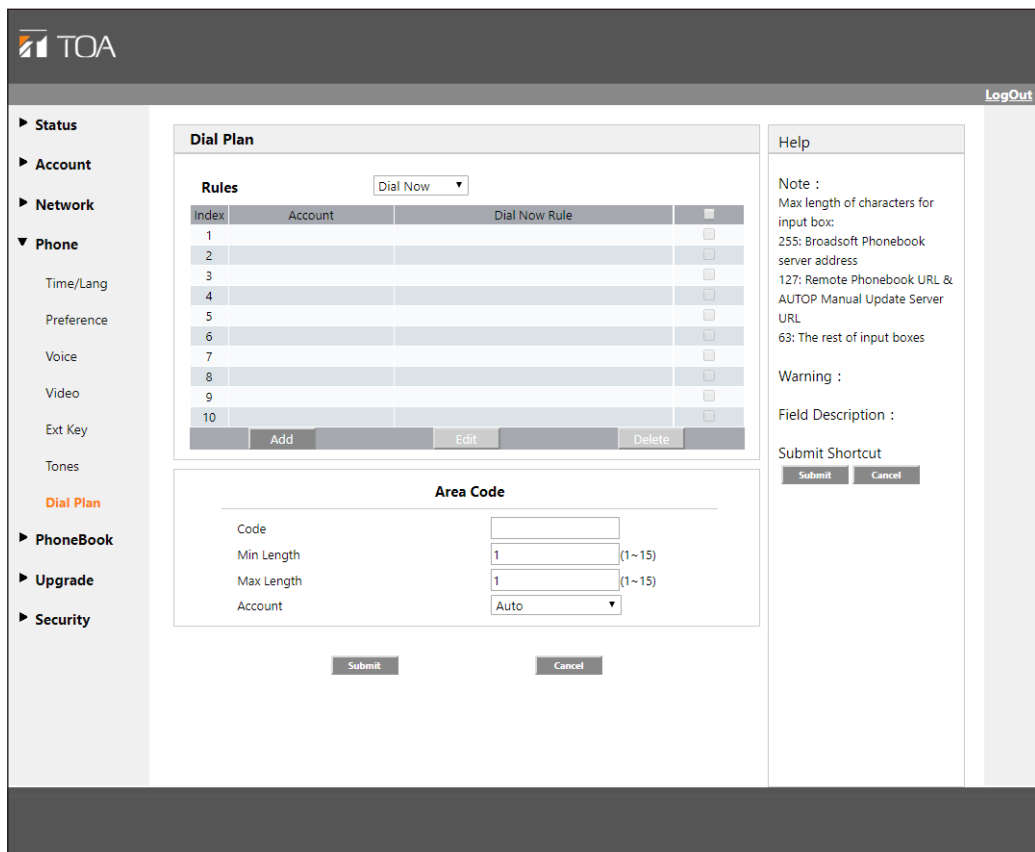 TOA
LogOut
Status
Account
Network
Phone
Time/Lang
Preference
Voice
Video
Ext Key
Tones
Dial Plan
PhoneBook
Upgrade
Security
Dial Plan
Rules Dial Now
Index Account Dial Now Rule
1
2
3
4
5
6
7
8
9
10
Add Edit Delete
Area Code
Code
Min Length 1 (1~15)
Max Length 1 (1~15)
Account Auto
Submit Cancel
Help
Note :
Max length of characters for
input box:
255: Broadsoft Phonebook
server address
127: Remote Phonebook URL &
AUTOP Manual Update Server
URL
63: The rest of input boxes
Warning :
Field Description :
Submit Shortcut
Submit Cancel